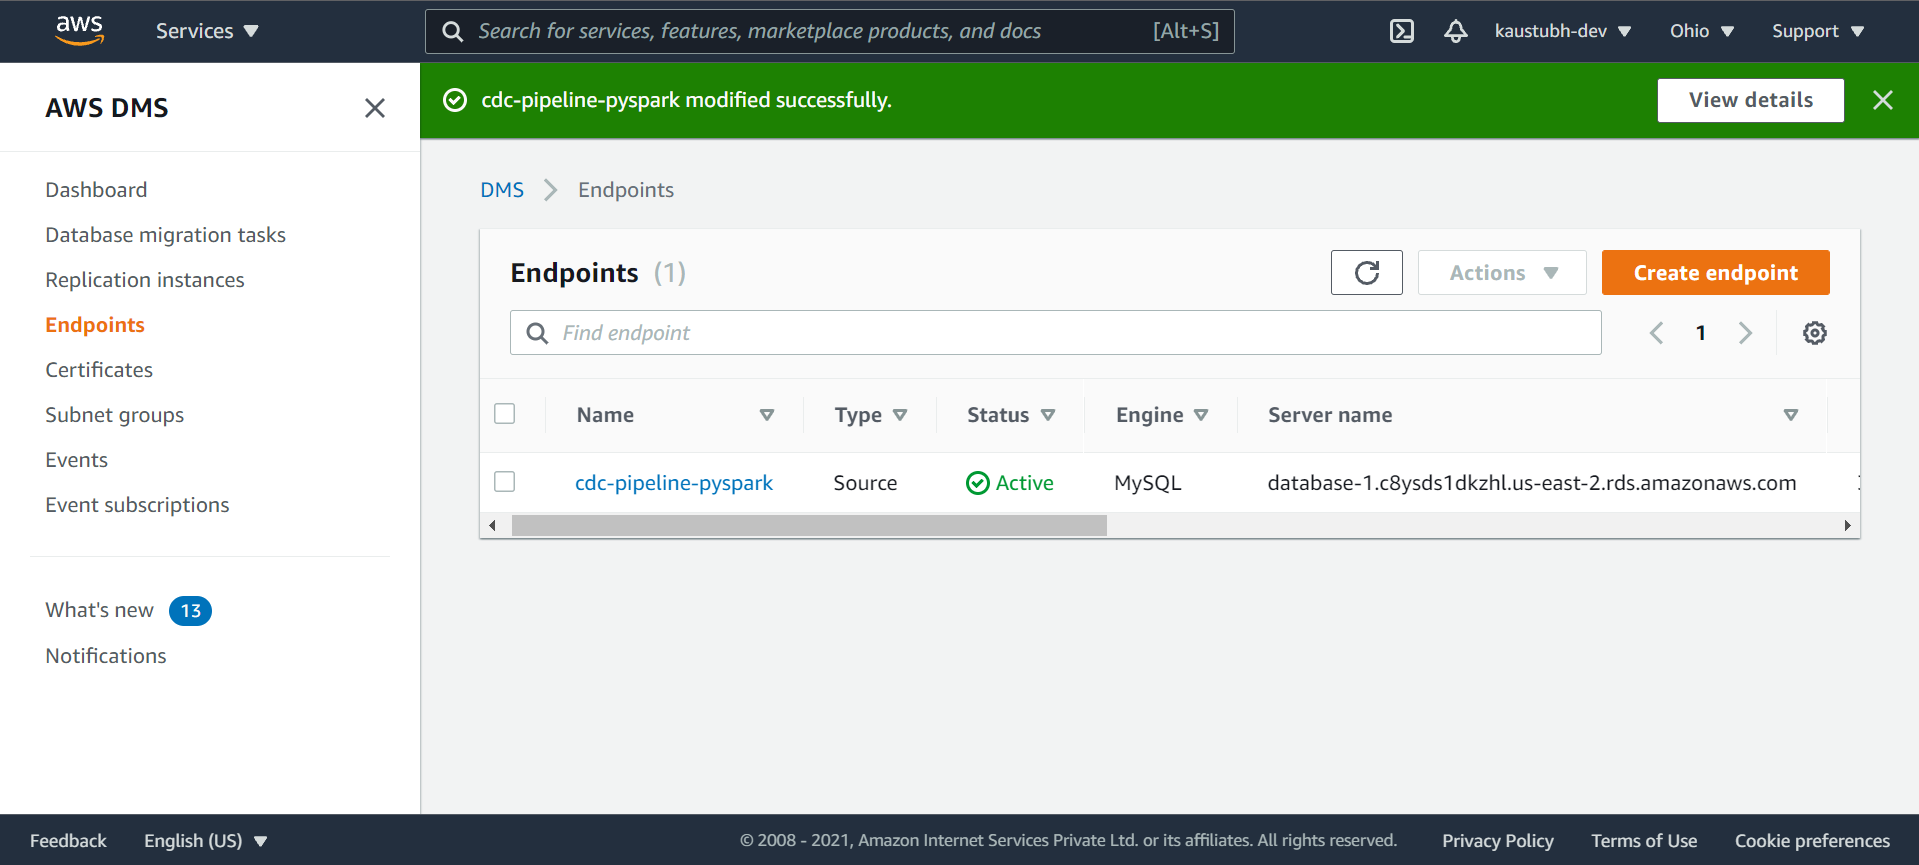 aws Services Search for services, features, marketplace products, and docs [Alt+S] kaustubh-dev Ohio Support
AWS DMS
cdc-pipeline-pyspark modified successfully. View details
Dashboard
Database migration tasks
Replication instances
Endpoints
Certificates
Subnet groups
Events
Event subscriptions
What's new 13
Notifications
DMS Endpoints
Endpoints (1) Actions Create endpoint
Find endpoint 1
Name Type Status Engine Server name
cdc-pipeline-pyspark Source Active MySQL database-1.c8ysds1dkzhl.us-east-2.rds.amazonaws.com
Feedback English (US) © 2008 - 2021, Amazon Internet Services Private Ltd. or its affiliates. All rights reserved. Privacy Policy Terms of Use Cookie preferences